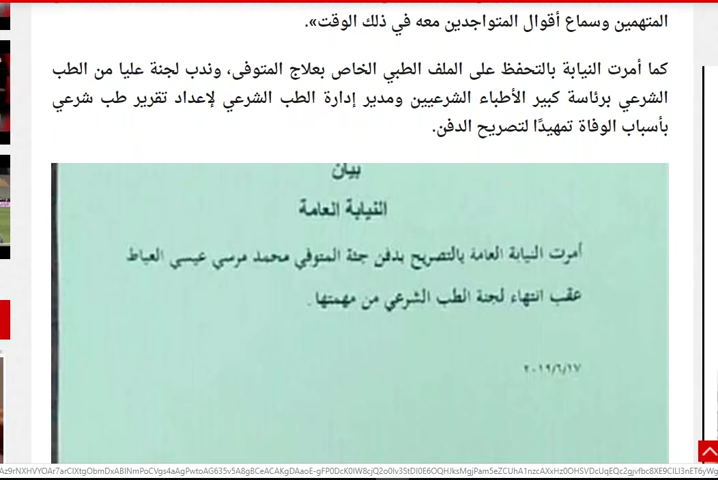 المتهمين وسماع أقوال المتواجدين معه في ذلك الوقت».
كما أمرت النيابة بالتحفظ على الملف الطبي الخاص بعلاج المتوفى، وندب لجنة عليا من الطب
الشرعي برئاسة كبير الأطباء الشرعيين ومدير إدارة الطب الشرعي لإعداد تقرير طب شرعي
بأسباب الوفاة تمهيدًا لتصريح الدفن.
بيان
النيابة العامة
أمرت النيابة العامة بالتصريح بدفن جثة المتوفي محمد مرسي عيسي العياط
عقب انتهاء لجنة الطب الشرعي من مهمتها .
٢٠١٩/٦/١٧